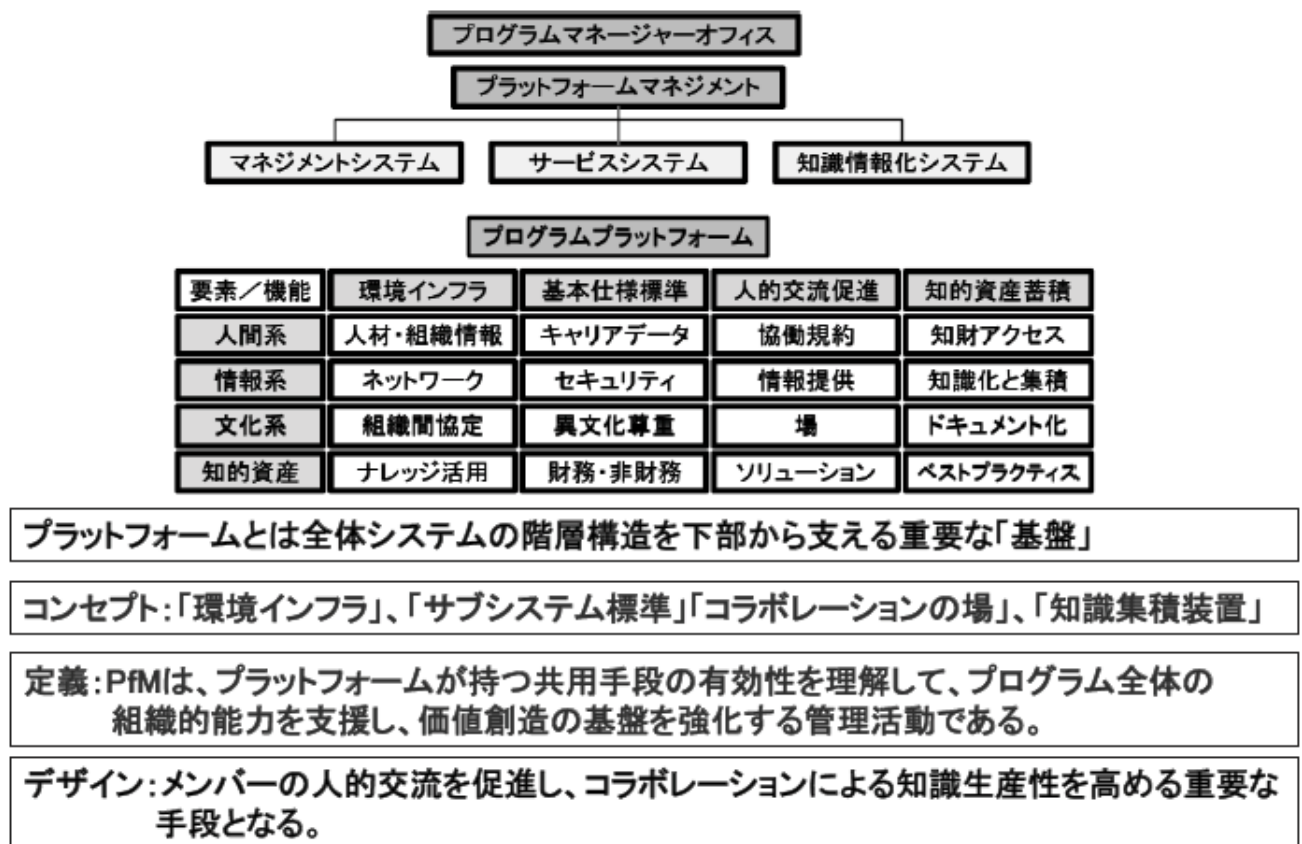 プログラムマネージャーオフィス
プラットフォームマネジメント
マネジメントシステム サービスシステム 知識情報化システム
プログラムプラットフォーム
要素／機能 環境インフラ 基本仕様標準 人的交流促進 知的資産蓄積
人間系 人材・組織情報 キャリアデータ 協働規約 知財アクセス
情報系 ネットワーク セキュリティ 情報提供 知識化と集積
文化系 組織間協定 異文化尊重 場 ドキュメント化
知的資産 ナレッジ活用 財務・非財務 ソリューション ベストプラクティス
プラットフォームとは全体システムの階層構造を下部から支える重要な「基盤」
コンセプト：「環境インフラ」、「サブシステム標準」「コラボレーションの場」、「知識集積装置」
定義：PfMは、プラットフォームが持つ共用手段の有効性を理解して、プログラム全体の
組織的能力を支援し、価値創造の基盤を強化する管理活動である。
デザイン：メンバーの人的交流を促進し、コラボレーションによる知識生産性を高める重要な
手段となる。